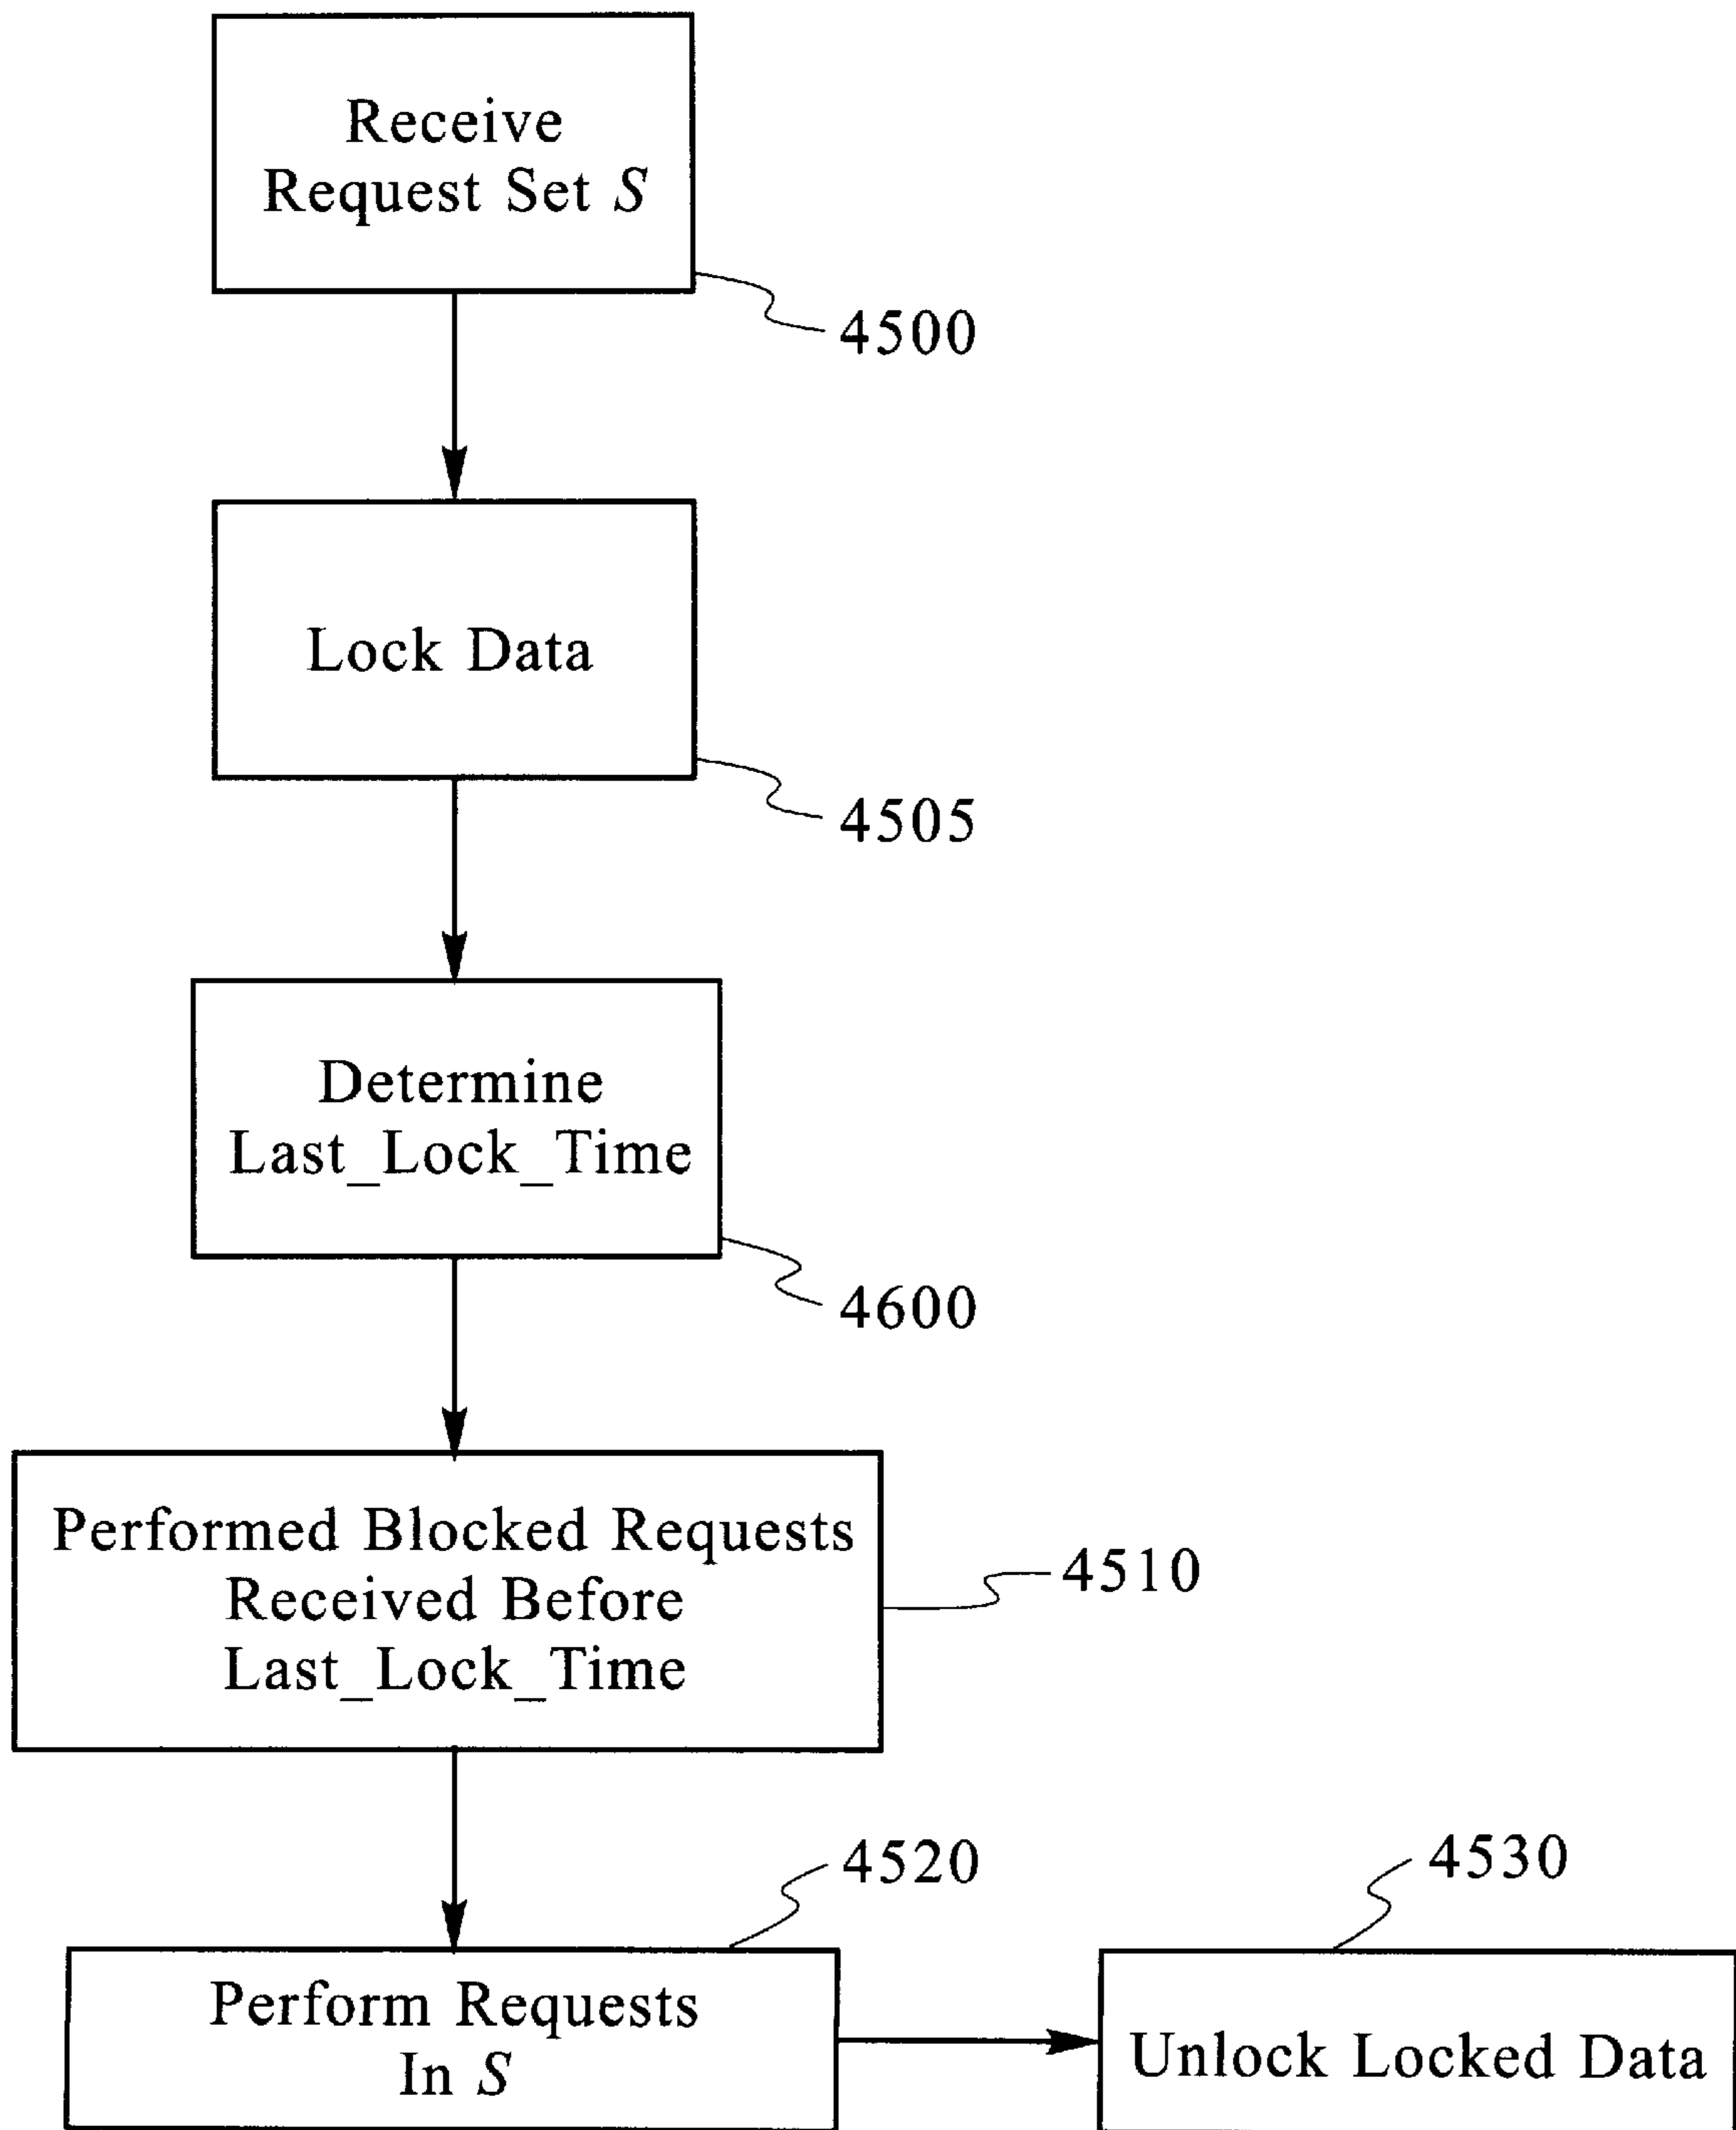 Receive
Request Set S
4500
Lock Data
4505
Determine
Last_Lock_Time
4600
Performed Blocked Requests
Received Before
Last_Lock_Time
4510
4520
4530
Perform Requests
In S
Unlock Locked Data